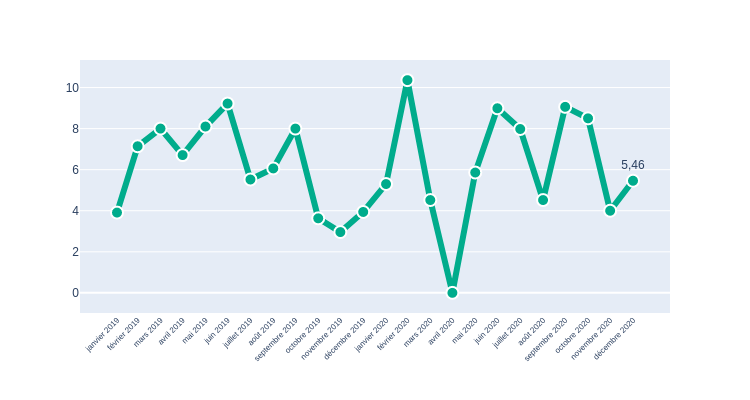 10
8
6
4
2
0
5,46
janvier 2019
février 2019
mars 2019
avril 2019
mai 2019
juin 2019
juillet 2019
août 2019
septembre 2019
octobre 2019
novembre 2019
décembre 2019
janvier 2020
février 2020
mars 2020
avril 2020
mai 2020
juin 2020
juillet 2020
août 2020
septembre 2020
octobre 2020
novembre 2020
décembre 2020